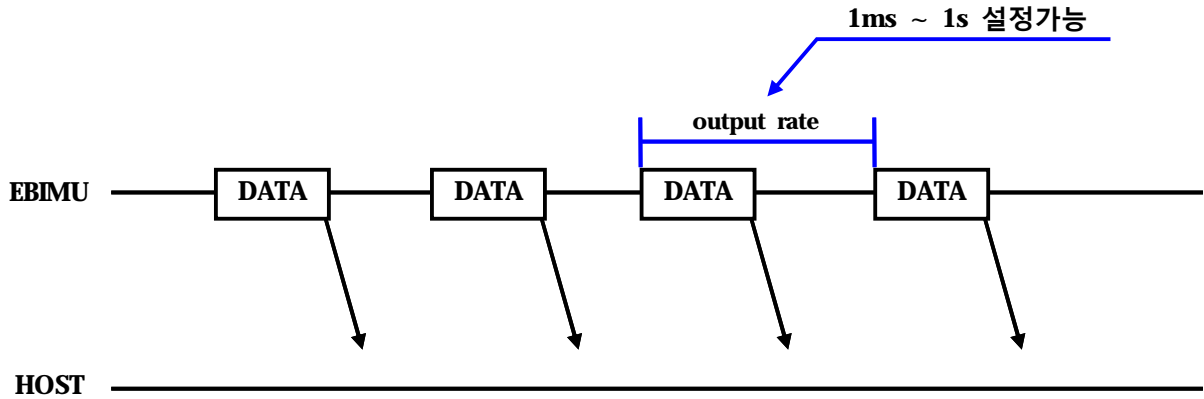 1ms ~ 1s 설정가능
output rate
EBIMU DATA DATA DATA DATA
HOST